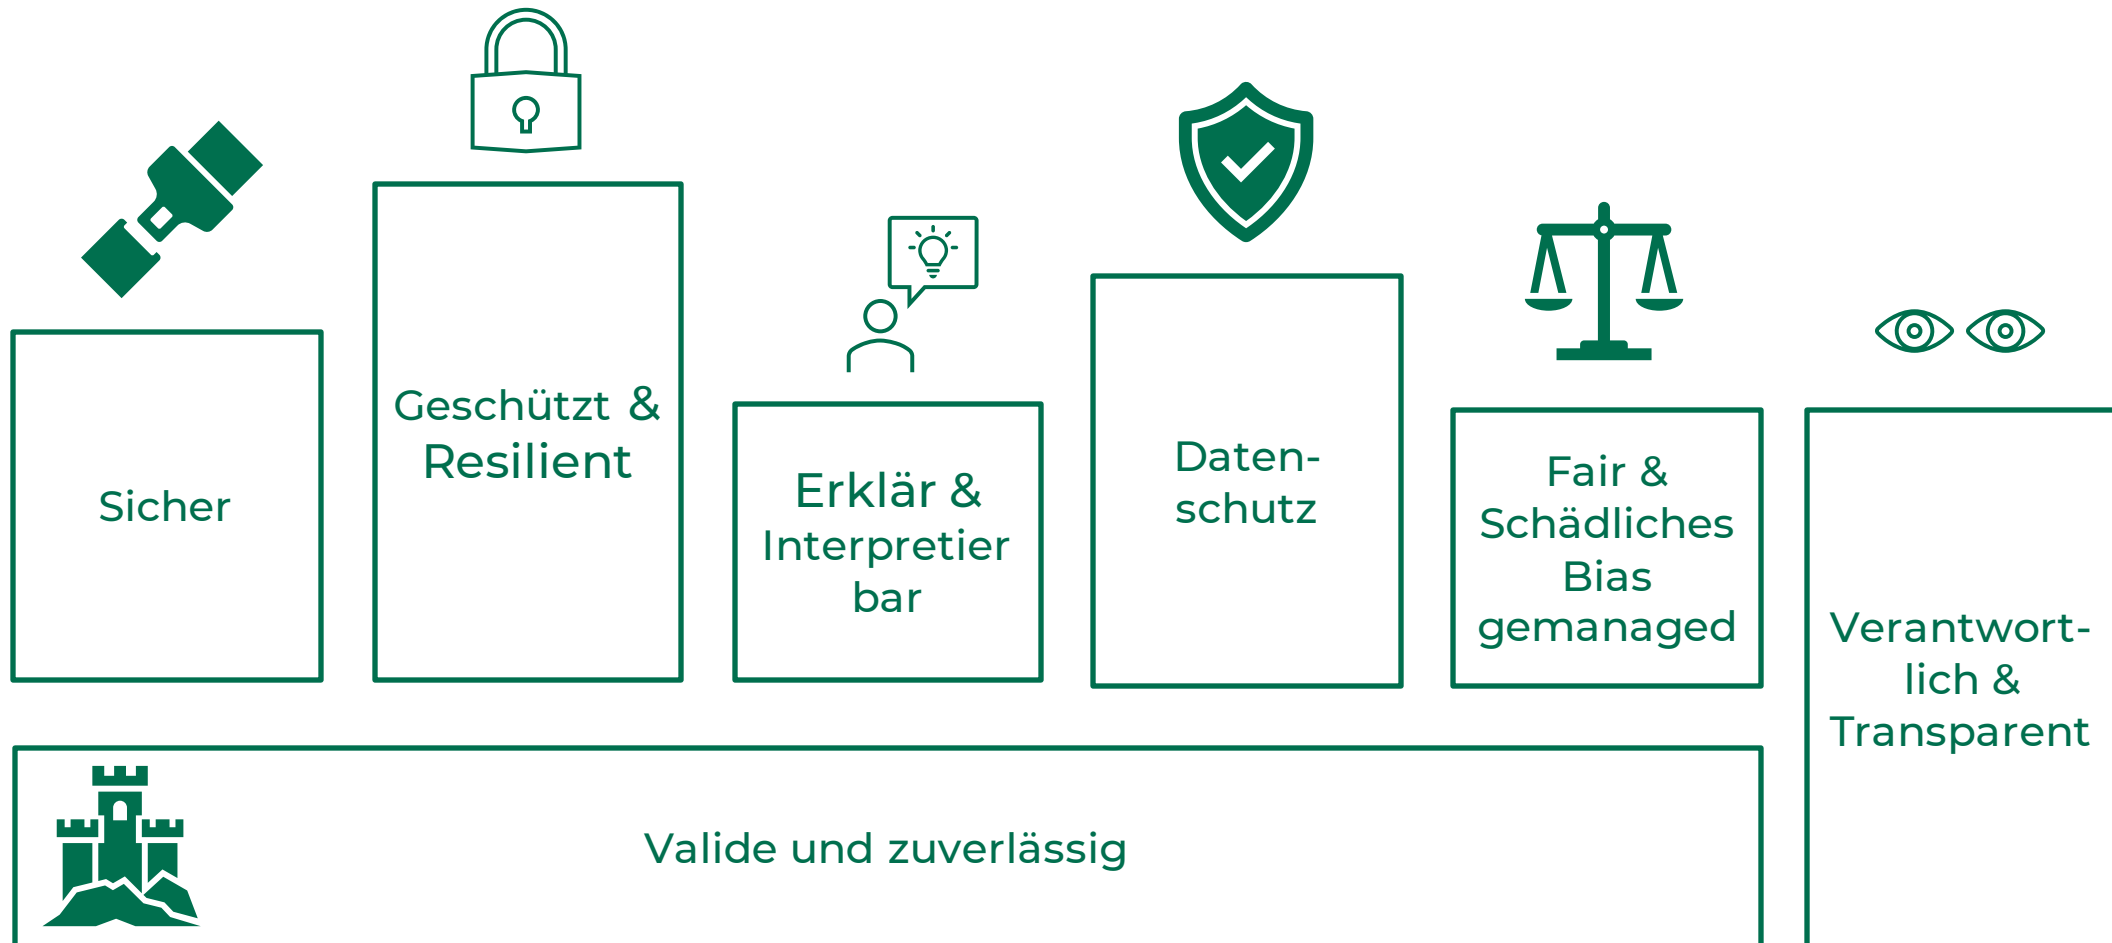 Sicher
Geschützt &
Resilient
Erklär &
Interpretier
bar
Daten-
schutz
Fair &
Schädliches
Bias
gemanaged
Verantwort-
lich &
Transparent
Valide und zuverlässig